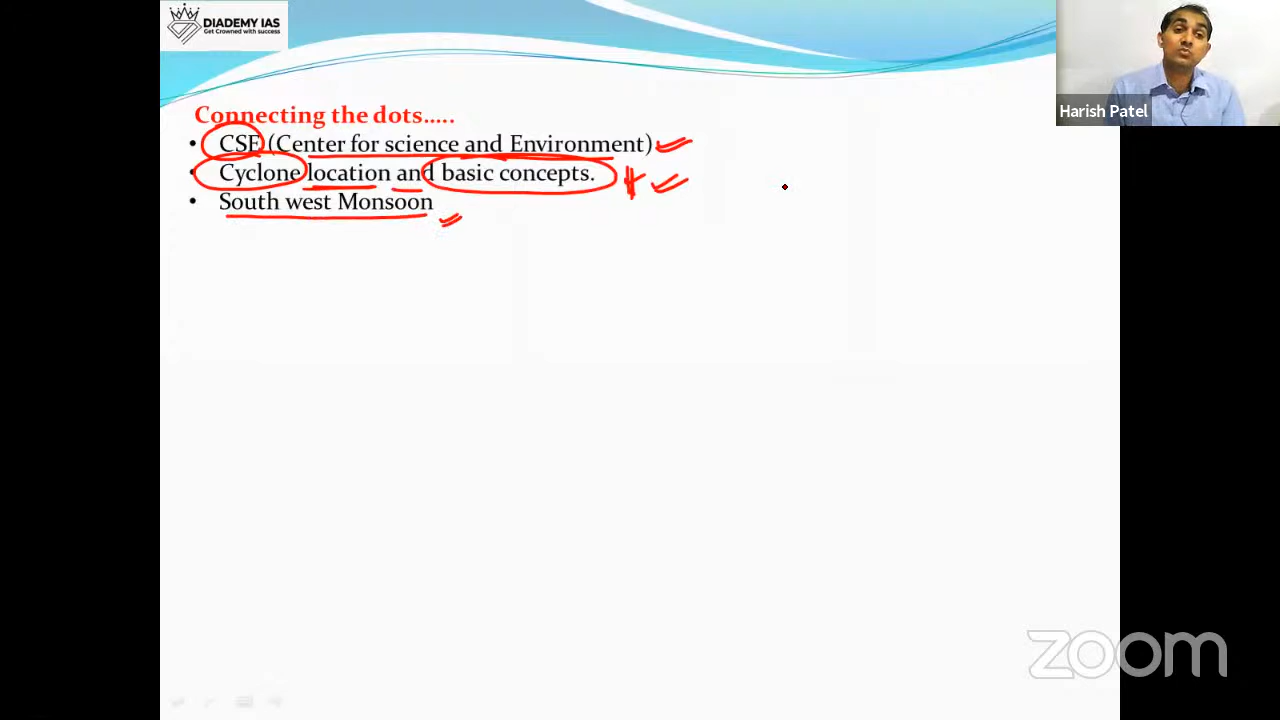 DIADEMY IAS
Get Crowned with success
Harish Patel
Connecting the dots.....
• CSE (Center for science and Environment)
• Cyclone location and basic concepts.
• South west Monsoon
zoom